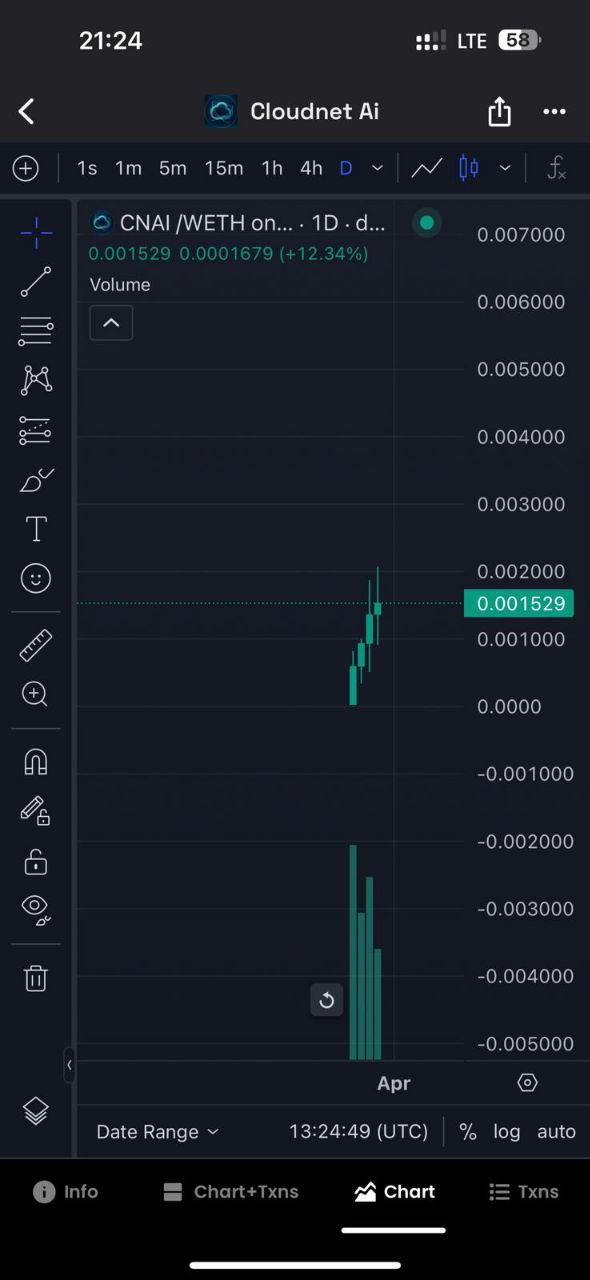 21:24 LTE 58
Cloudnet Ai
1s 1m 5m 15m 1h 4h D
CNAI /WETH on... · 1D · d...
0.001529 0.0001679 (+12.34%)
Volume
0.007000
0.006000
0.005000
0.004000
0.003000
0.002000
0.001529
0.001000
0.0000
-0.001000
-0.002000
-0.003000
-0.004000
-0.005000
Apr
Date Range 13:24:49 (UTC) % log auto
Info Chart+Txns Chart Txns